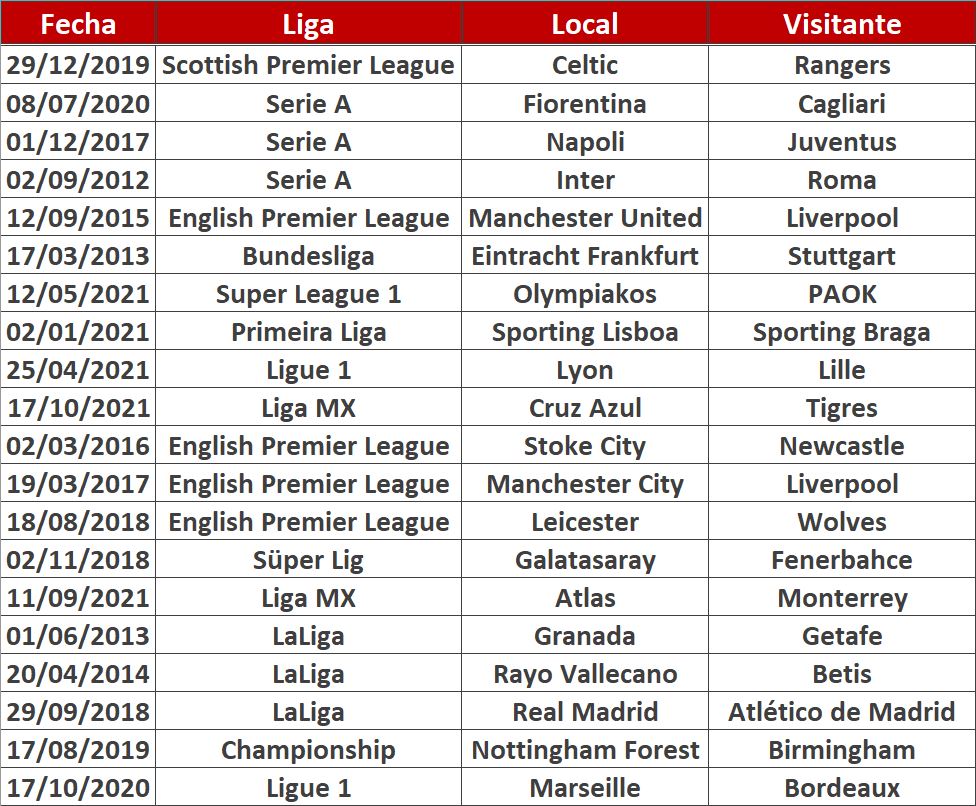 Fecha Liga Local Visitante
29/12/2019 Scottish Premier League Celtic Rangers
08/07/2020 Serie A Fiorentina Cagliari
01/12/2017 Serie A Napoli Juventus
02/09/2012 Serie A Inter Roma
12/09/2015 English Premier League Manchester United Liverpool
17/03/2013 Bundesliga Eintracht Frankfurt Stuttgart
12/05/2021 Super League 1 Olympiakos PAOK
02/01/2021 Primeira Liga Sporting Lisboa Sporting Braga
25/04/2021 Ligue 1 Lyon Lille
17/10/2021 Liga MX Cruz Azul Tigres
02/03/2016 English Premier League Stoke City Newcastle
19/03/2017 English Premier League Manchester City Liverpool
18/08/2018 English Premier League Leicester Wolves
02/11/2018 Süper Lig Galatasaray Fenerbahce
11/09/2021 Liga MX Atlas Monterrey
01/06/2013 LaLiga Granada Getafe
20/04/2014 LaLiga Rayo Vallecano Betis
29/09/2018 LaLiga Real Madrid Atlético de Madrid
17/08/2019 Championship Nottingham Forest Birmingham
17/10/2020 Ligue 1 Marseille Bordeaux